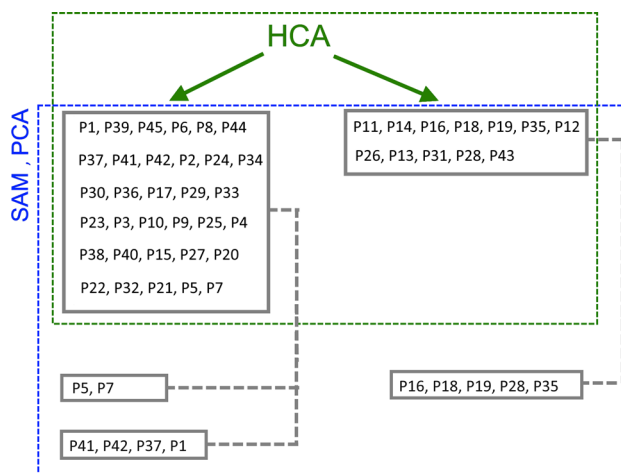 HCA
SAM , PCA
P1, P39, P45, P6, P8, P44
P37, P41, P42, P2, P24, P34
P30, P36, P17, P29, P33
P23, P3, P10, P9, P25, P4
P38, P40, P15, P27, P20
P22, P32, P21, P5, P7
P11, P14, P16, P18, P19, P35, P12
P26, P13, P31, P28, P43
P5, P7
P16, P18, P19, P28, P35
P41, P42, P37, P1